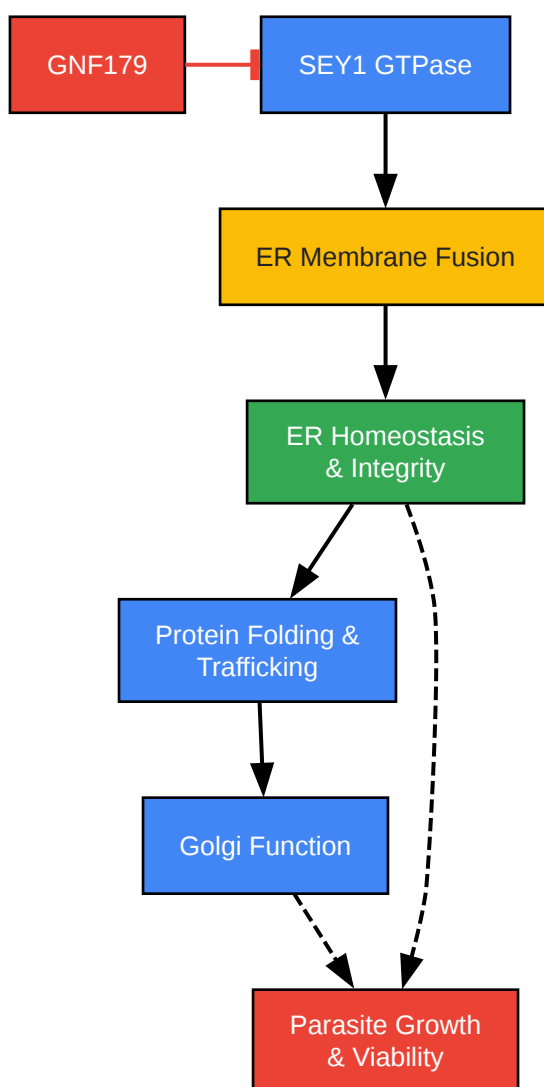 GNF179
SEY1 GTPase
ER Membrane Fusion
ER Homeostasis
& Integrity
Protein Folding &
Trafficking
Golgi Function
Parasite Growth
& Viability